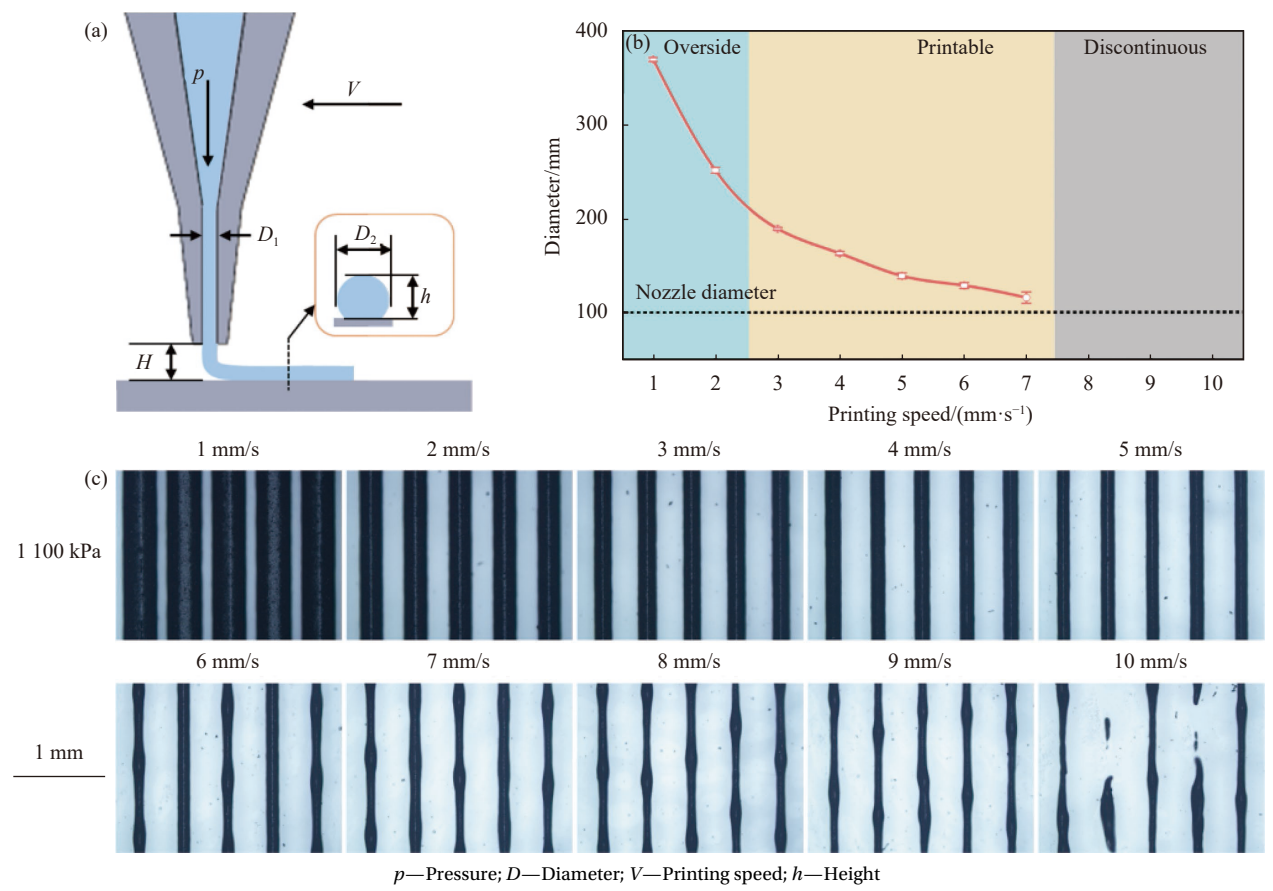 (a)
p
V
D₁
D₂
h
H
(b)
Overside
Printable
Discontinuous
400
300
200
100
Diameter/mm
Nozzle diameter
1 2 3 4 5 6 7 8 9 10
Printing speed/(mm·s⁻¹)
1 mm/s 2 mm/s 3 mm/s 4 mm/s 5 mm/s
(c)
1 100 kPa
6 mm/s 7 mm/s 8 mm/s 9 mm/s 10 mm/s
1 mm
p—Pressure; D—Diameter; V—Printing speed; h—Height